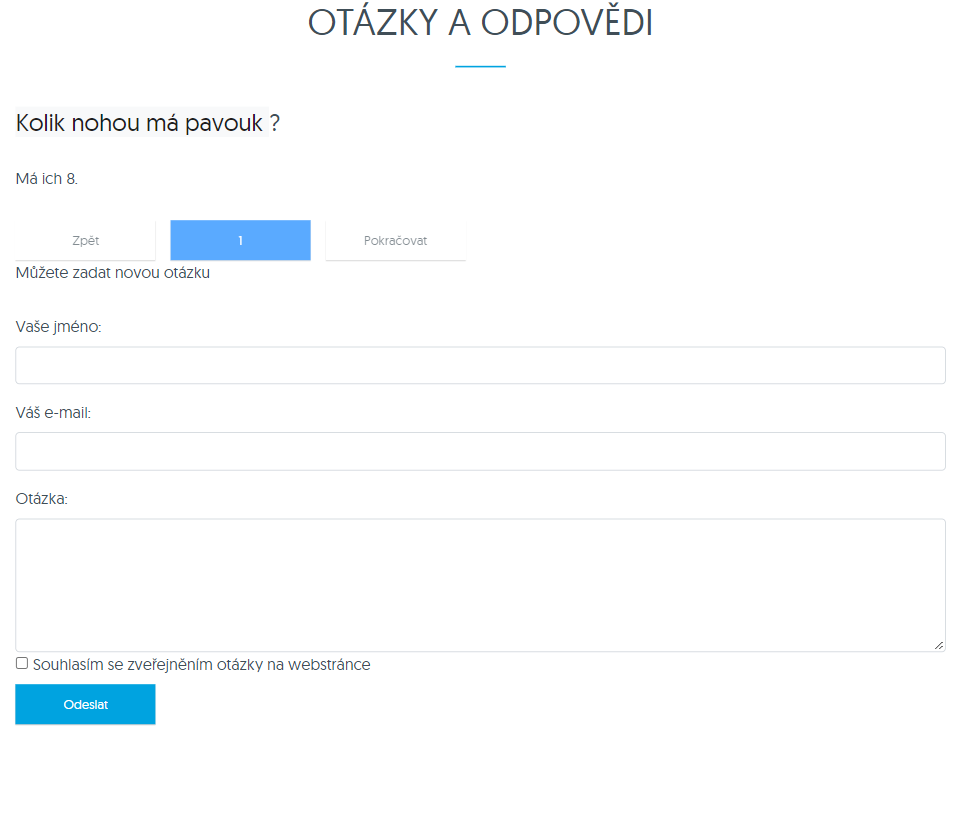 OTÁZKY A ODPOVĚDI
Kolik nohou má pavouk ?
Má ich 8.
Zpět 1 Pokračovat
Můžete zadat novou otázku
Vaše jméno:
Váš e-mail:
Otázka:
Souhlasím se zveřejněním otázky na webstránce
Odeslat